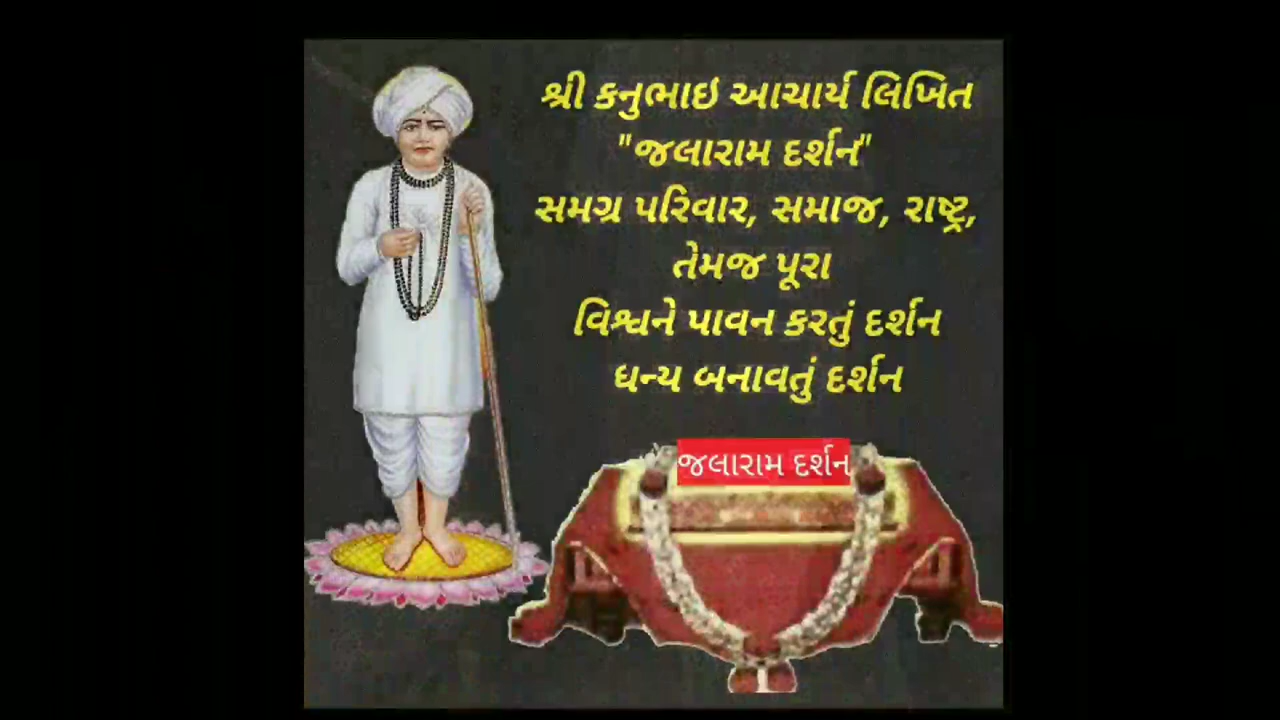 શ્રી કનુભાઇ આચાર્ય લિખિત
"જલારામ દર્શન"
સમગ્ર પરિવાર, સમાજ, રાષ્ટ્ર,
તેમજ પૂરા
વિશ્વને પાવન કરતું દર્શન
ધન્ય બનાવતું દર્શન
જલારામ દર્શન